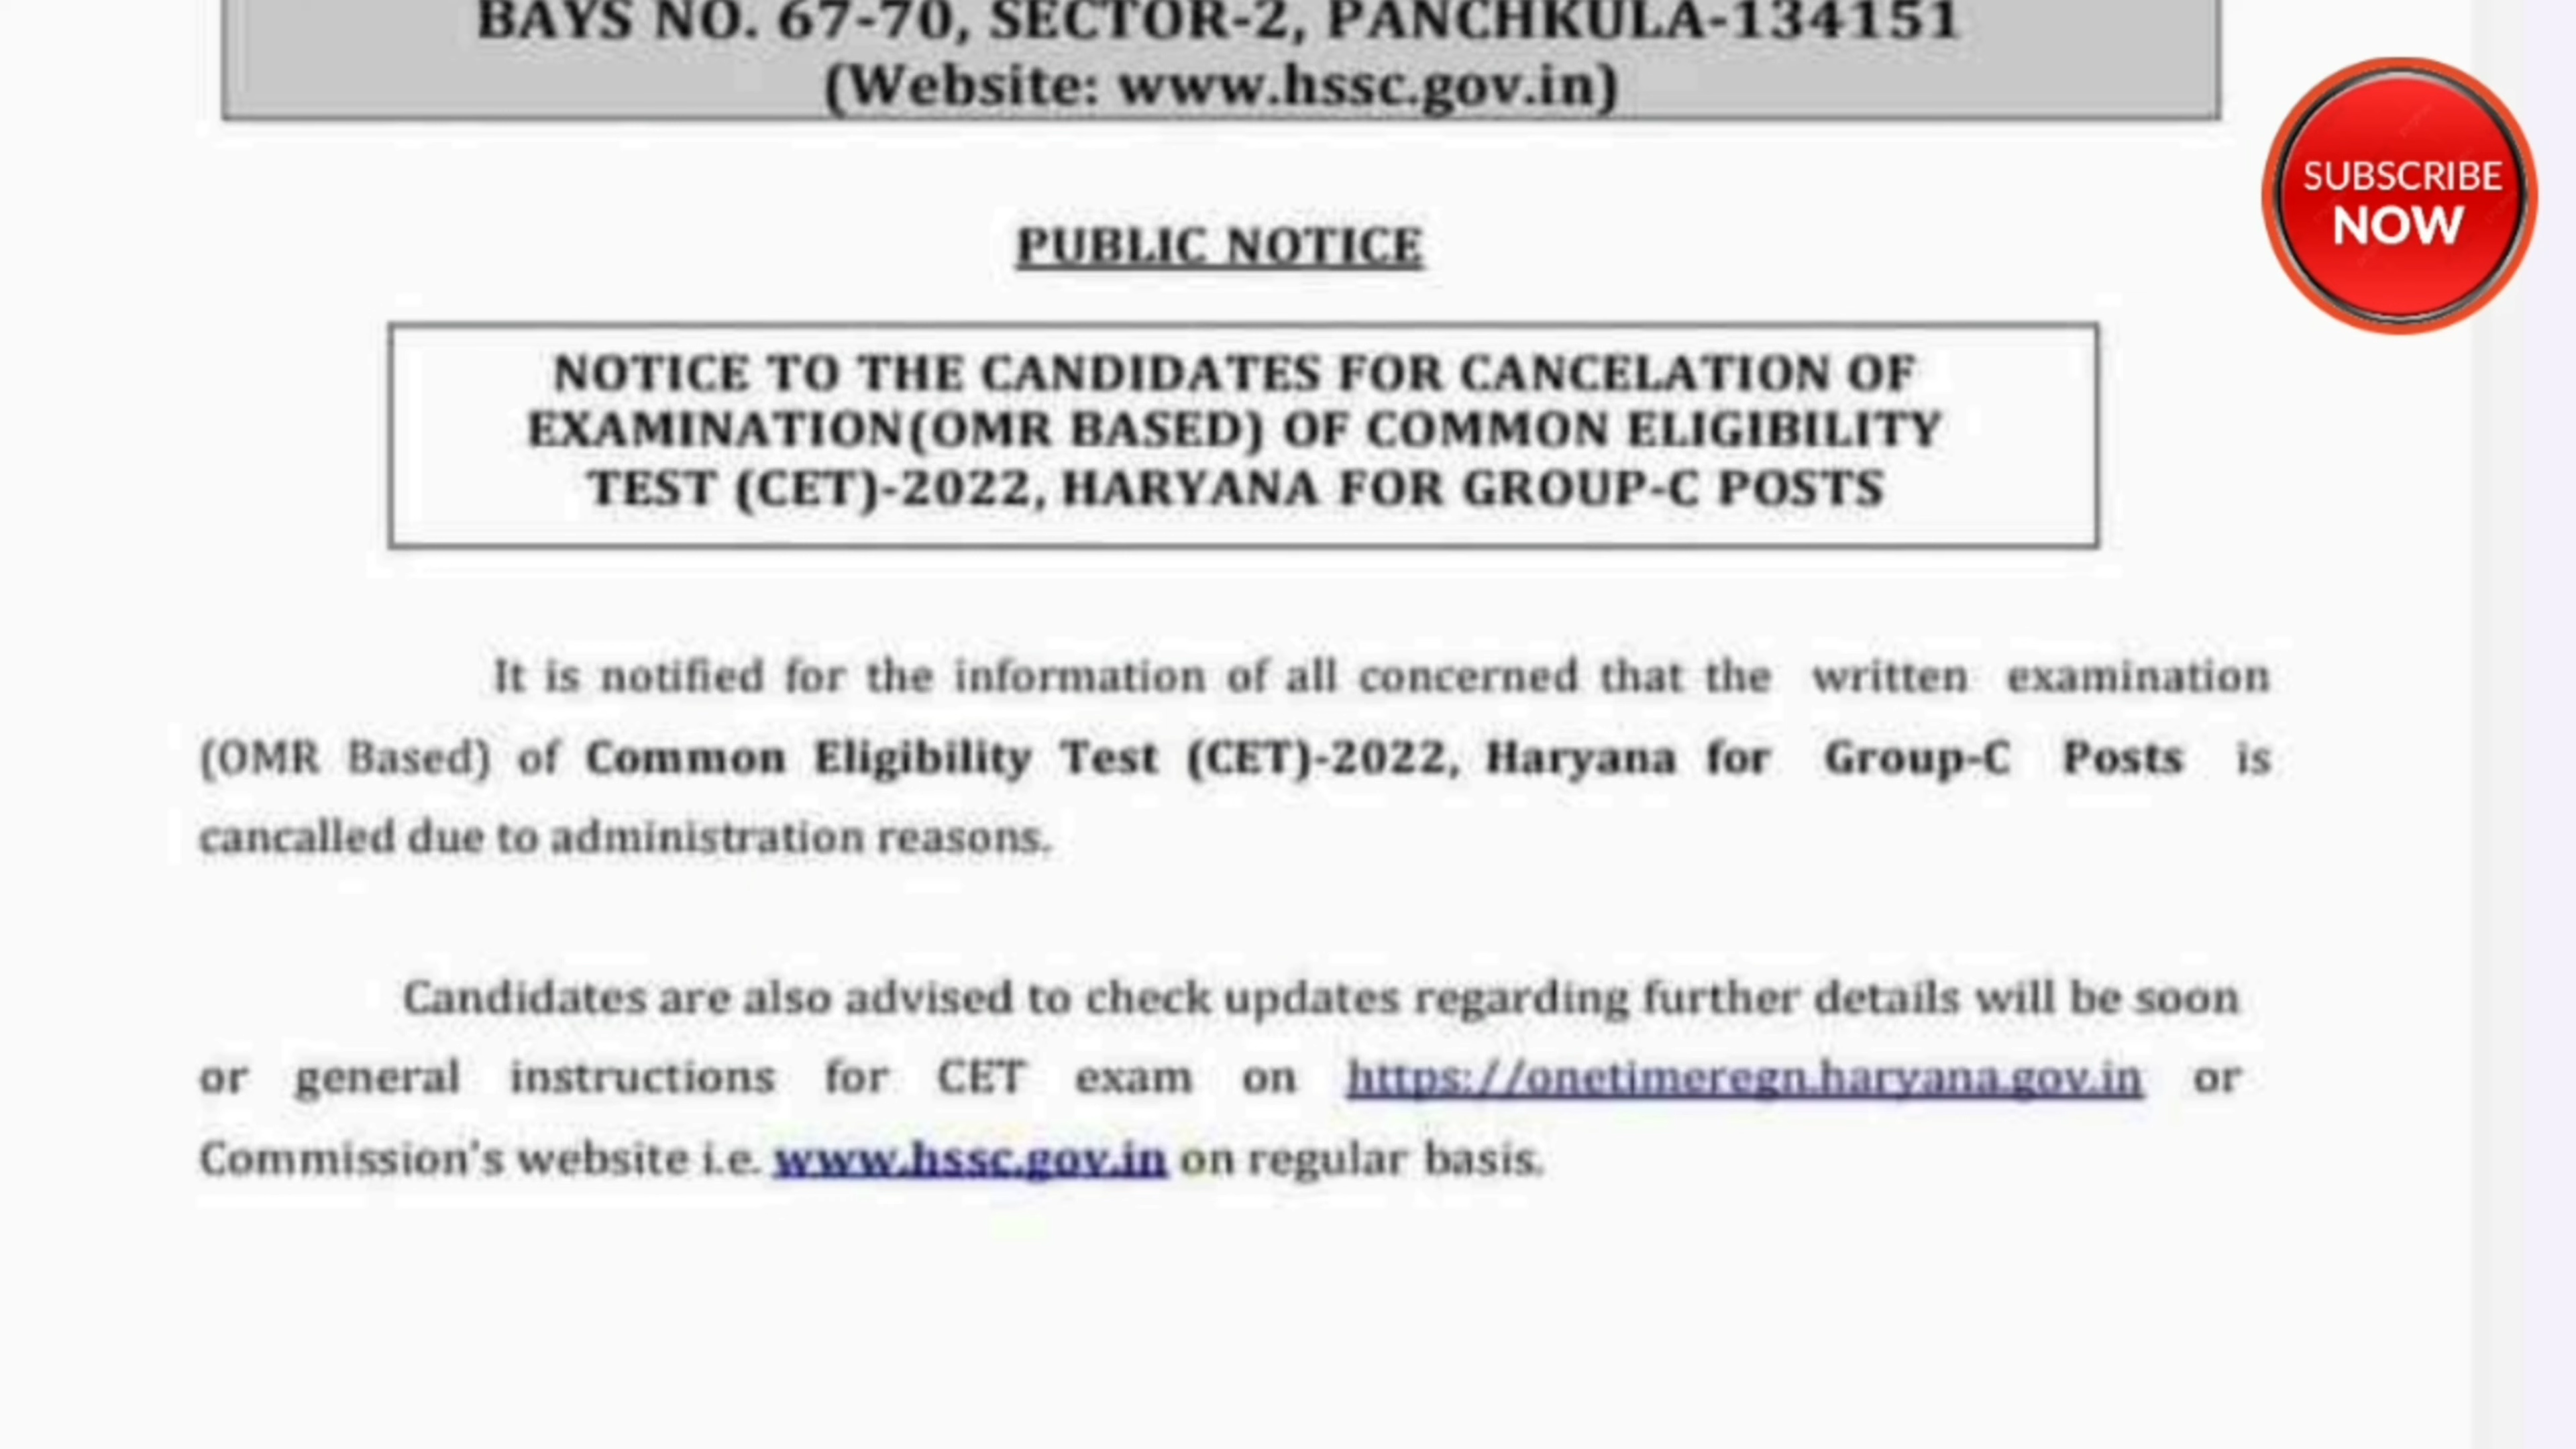 BAYS NO. 67-70, SECTOR-2, PANCHKULA-134151
(Website: www.hssc.gov.in)
SUBSCRIBE
NOW
PUBLIC NOTICE
NOTICE TO THE CANDIDATES FOR CANCELATION OF
EXAMINATION(OMR BASED) OF COMMON ELIGIBILITY
TEST (CET)-2022, HARYANA FOR GROUP-C POSTS
It is notified for the information of all concerned that the written examination
(OMR Based) of Common Eligibility Test (CET)-2022, Haryana for Group-C Posts is
cancalled due to administration reasons.
Candidates are also advised to check updates regarding further details will be soon
or general instructions for CET exam on https://onetimeregn.haryana.gov.in or
Commission's website i.e. www.hssc.gov.in on regular basis.